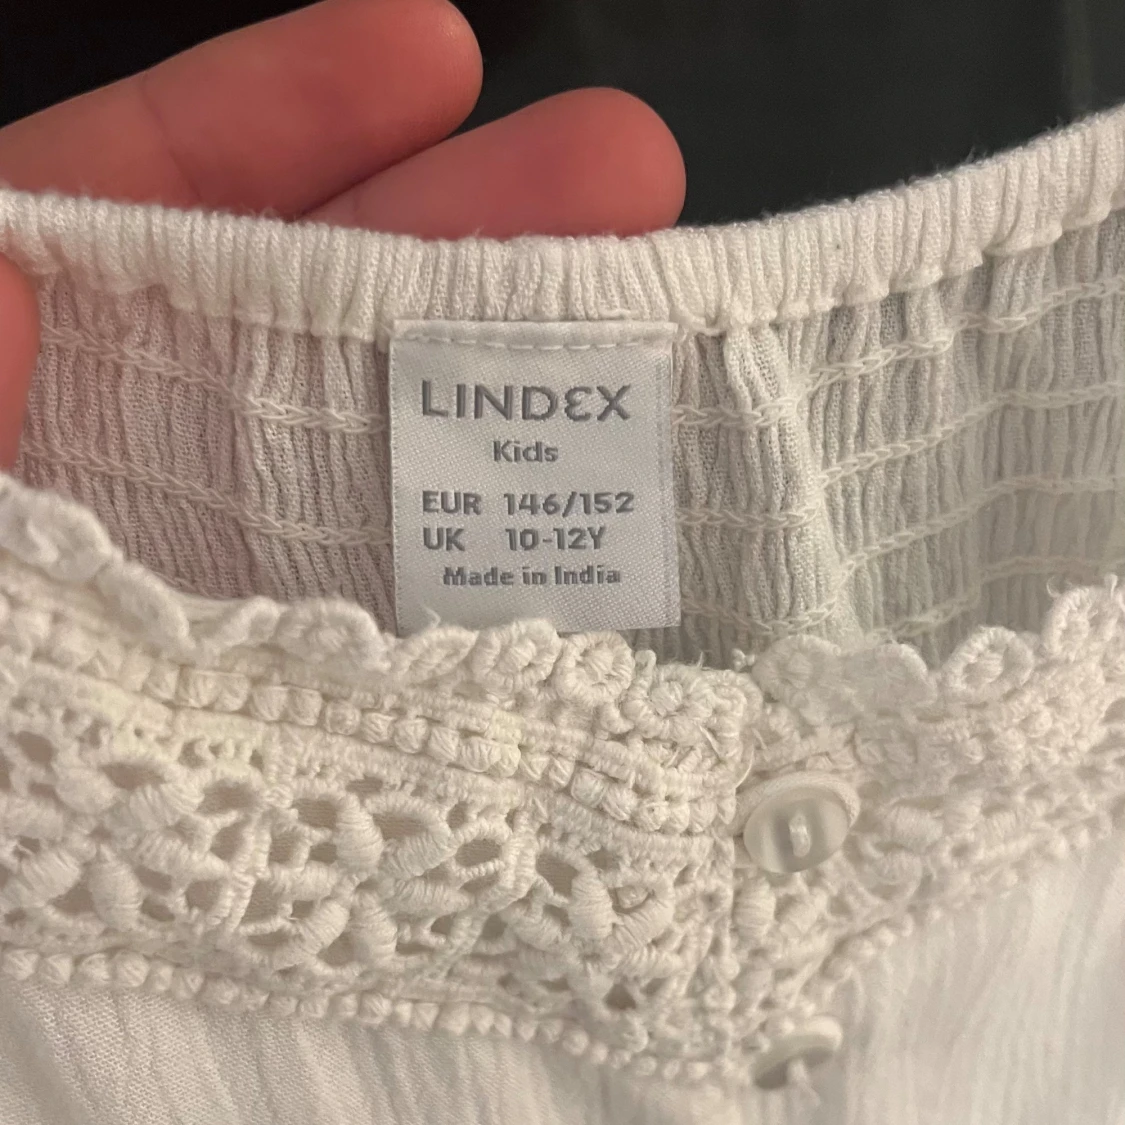 LINDEX
Kids
EUR 146/152
UK 10-12Y
Made in India